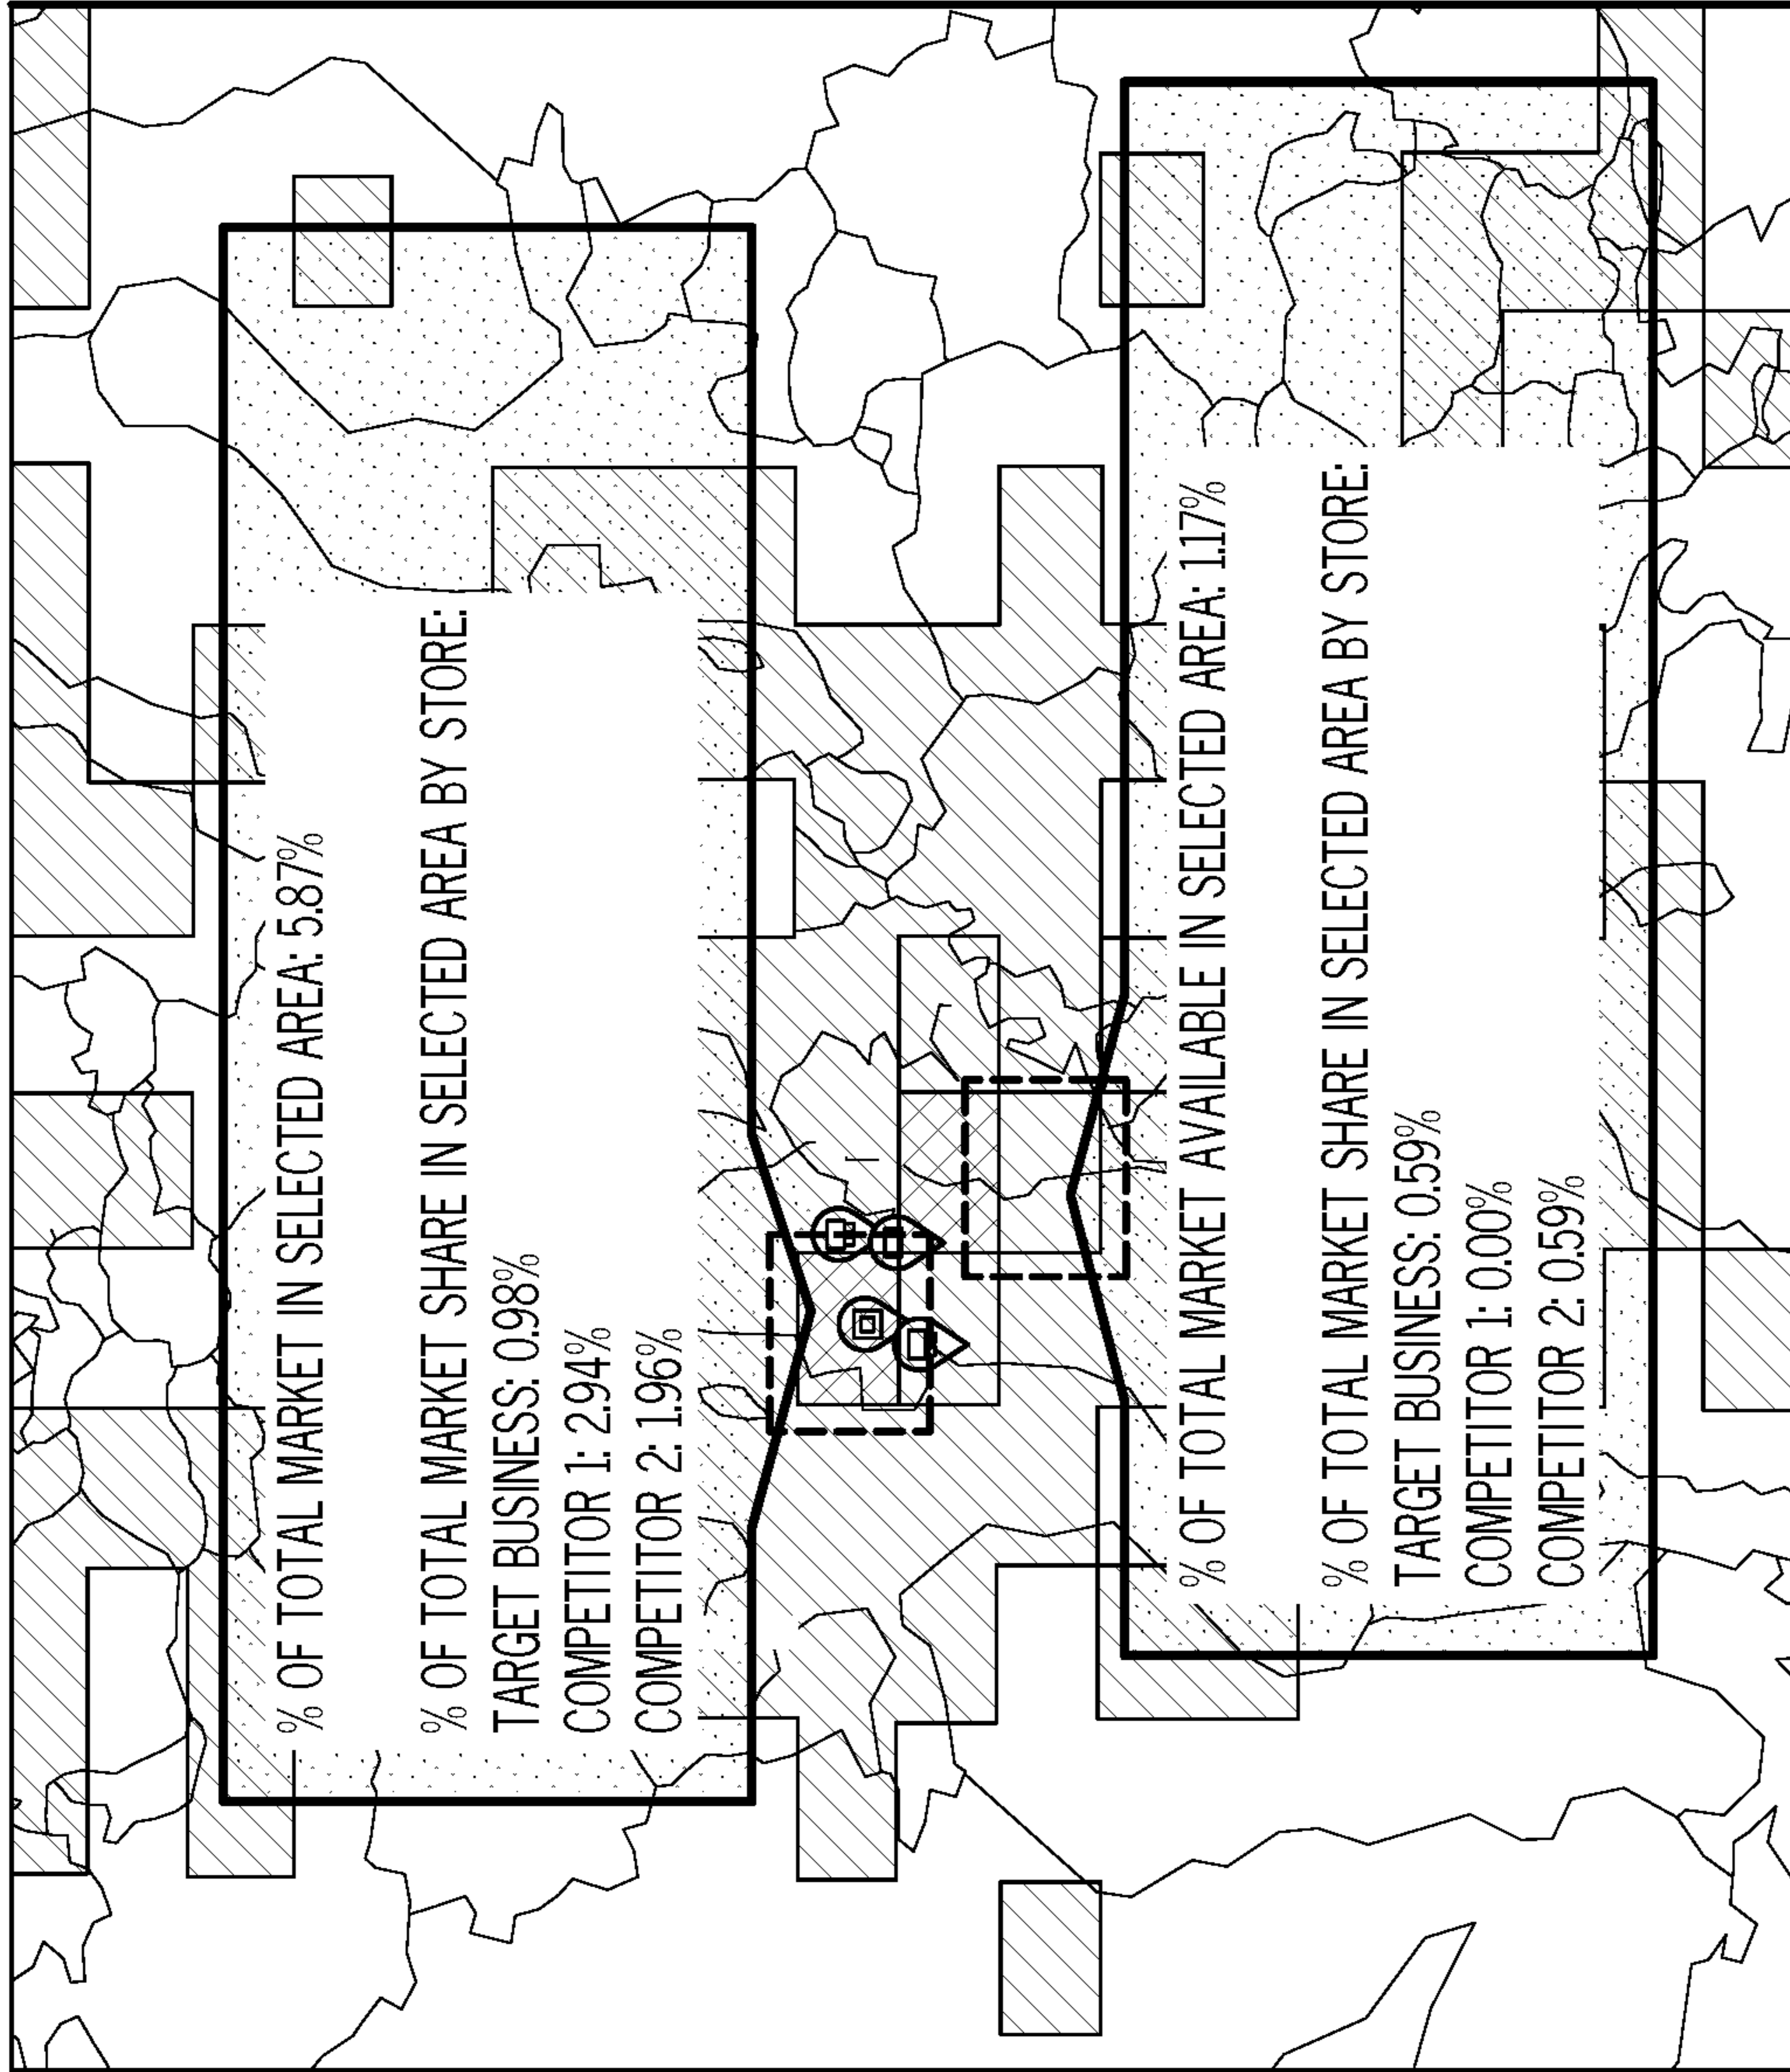 % OF TOTAL MARKET IN SELECTED AREA: 5.87%
% OF TOTAL MARKET SHARE IN SELECTED AREA BY STORE:
TARGET BUSINESS: 0.98%
COMPETITOR 1: 2.94%
COMPETITOR 2: 1.96%
% OF TOTAL MARKET AVAILABLE IN SELECTED AREA: 1.17%
% OF TOTAL MARKET SHARE IN SELECTED AREA BY STORE:
TARGET BUSINESS: 0.59%
COMPETITOR 1: 0.00%
COMPETITOR 2: 0.59%